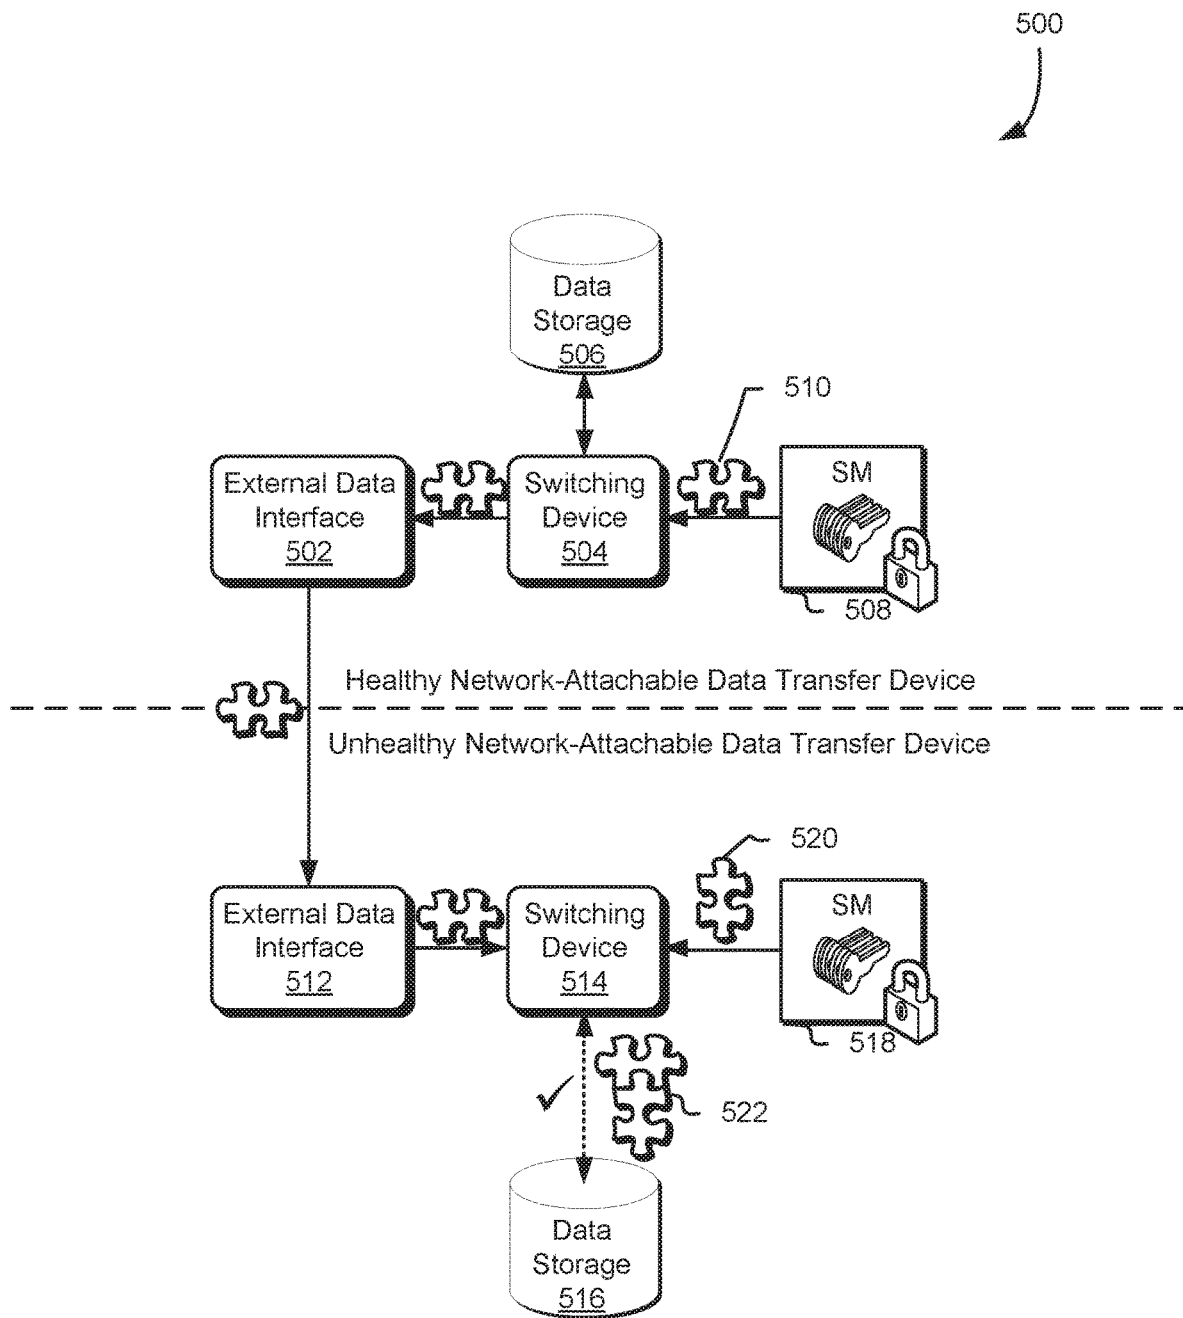 500
Data
Storage
506
510
External Data
Interface
502
Switching
Device
504
SM
508
Healthy Network-Attachable Data Transfer Device
Unhealthy Network-Attachable Data Transfer Device
520
External Data
Interface
512
Switching
Device
514
SM
518
522
Data
Storage
516